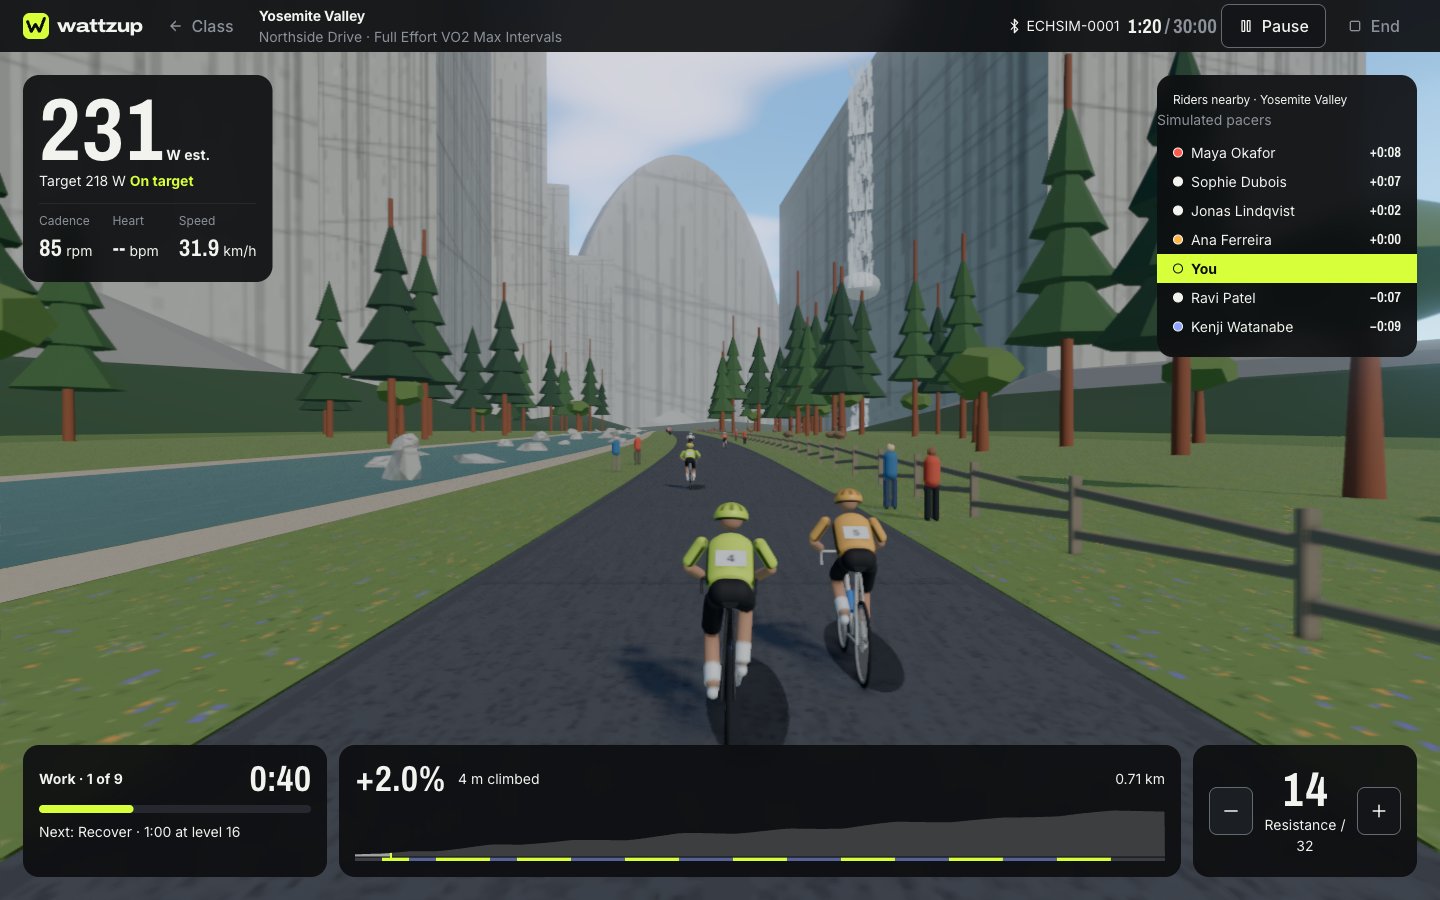 wattzup
Class
Yosemite Valley
Northside Drive · Full Effort VO2 Max Intervals
ECHSIM-0001 1:20 / 30:00
Pause
End
231 W est.
Target 218 W On target
Cadence Heart Speed
85 rpm -- bpm 31.9 km/h
Riders nearby · Yosemite Valley
Simulated pacers
Maya Okafor +0:08
Sophie Dubois +0:07
Jonas Lindqvist +0:02
Ana Ferreira +0:00
You
Ravi Patel −0:07
Kenji Watanabe −0:09
4
5
Work · 1 of 9 0:40
Next: Recover · 1:00 at level 16
+2.0% 4 m climbed 0.71 km
− 14 +
Resistance /
32